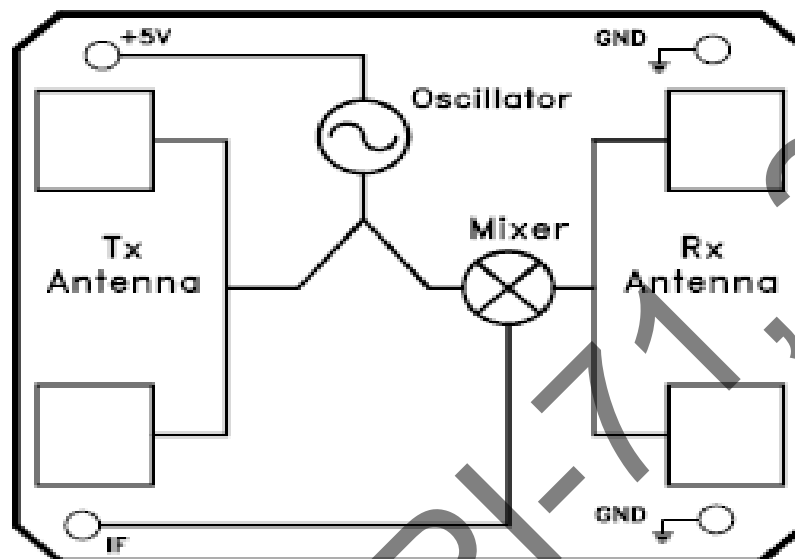 +5V
GND
Oscillator
Mixer
Tx
Antenna
Rx
Antenna
GND
IF